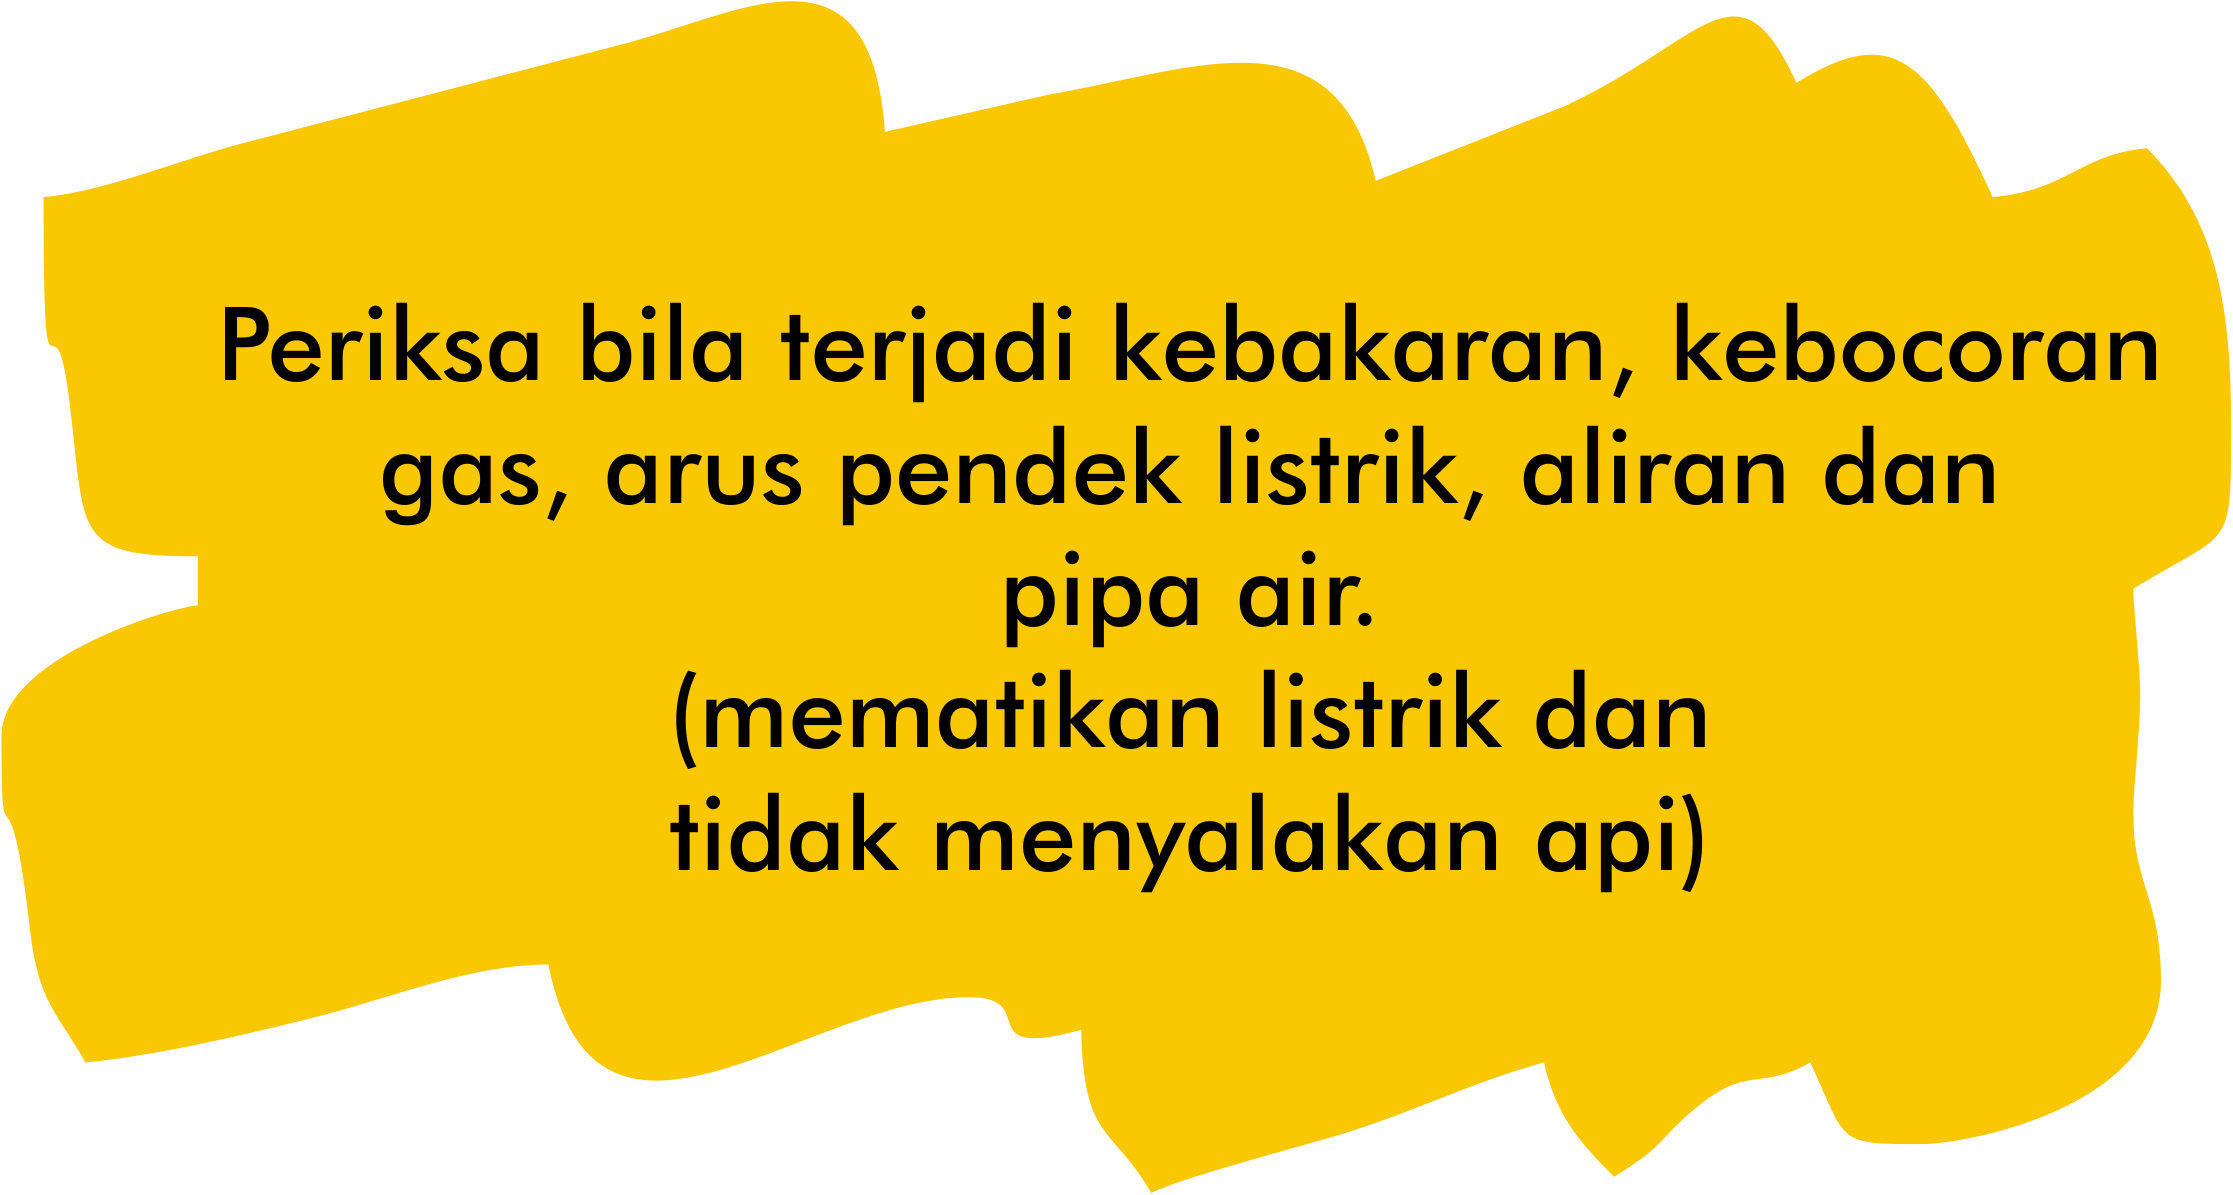 Periksa bila terjadi kebakaran, kebocoran
gas, arus pendek listrik, aliran dan
pipa air.
(mematikan listrik dan
tidak menyalakan api)